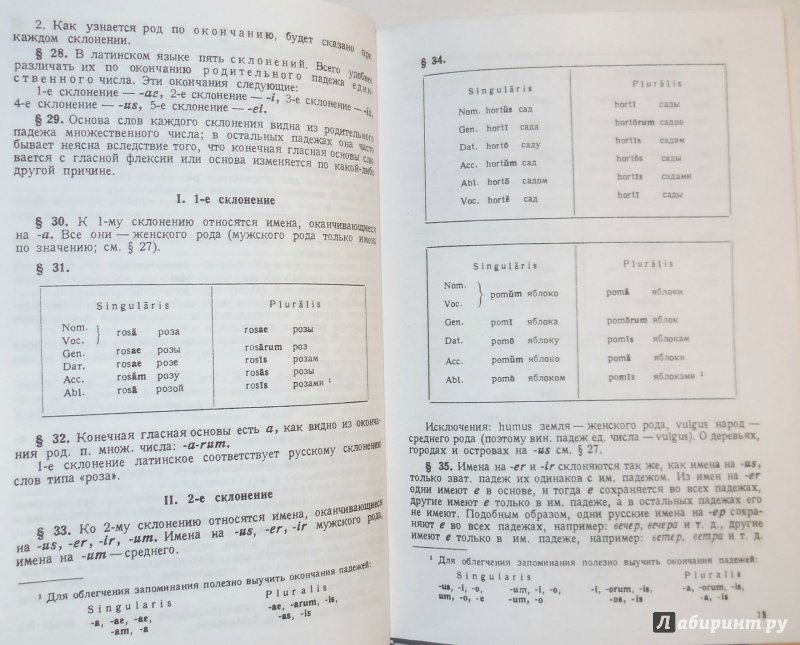 2. Как узнается род по окончанию, будет сказано при
каждом склонении.
§ 28. В латинском языке пять склонений. Всего удобнее
различать их по окончанию родительного падежа един-
ственного числа. Эти окончания следующие:
1-е склонение — -ae, 2-е склонение — -i, 3-е склонение — -is,
4-е склонение — -us, 5-е склонение — -ei.
§ 29. Основа слов каждого склонения видна из родительного
падежа множественного числа; в остальных падежах она часто
бывает неясна вследствие того, что конечная гласная основы сли-
вается с гласной флексии или основа изменяется по какой-либо
другой причине.
I. 1-е склонение
§ 30. К 1-му склонению относятся имена, оканчивающиеся
на -a. Все они — женского рода (мужского рода только имена
по значению; см. § 27).
§ 31.
Singulāris Plurālis
Nom. Voc. } rosă роза rosae розы
Gen. rosae розы rosārum роз
Dat. rosae розе rosīs розам
Acc. rosăm розу rosās розы
Abl. rosā розой rosīs розами ¹
§ 32. Конечная гласная основы есть a, как видно из оконча-
ния род. п. множ. числа: -a-rum.
1-е склонение латинское соответствует русскому склонению
слов типа «роза».
II. 2-е склонение
§ 33. Ко 2-му склонению относятся имена, оканчивающиеся
на -us, -er, -ir, -um. Имена на -us, -er, -ir мужского рода,
имена на -um — среднего.
¹ Для облегчения запоминания полезно выучить окончания падежей:
Singularis Pluralis
-a, -ae, -ae, -ae, -arum, -is,
-am, -a -as, -is
§ 34.
Singulāris Plurālis
Nom. hortŭs сад hortī сады
Gen. hortī сада hortōrum садов
Dat. hortō саду hortīs садам
Acc. hortŭm сад hortōs сады
Abl. hortō садом hortīs садами
Voc. hortĕ сад hortī сады
Singulāris Plurālis
Nom. Voc. } pomŭm яблоко pomă яблоки
Gen. pomī яблока pomōrum яблок
Dat. pomō яблоку pomīs яблокам
Acc. pomŭm яблоко pomă яблоки
Abl. pomō яблоком pomīs яблоками ¹
Исключения: humus земля — женского рода, vulgus народ —
среднего рода (поэтому вин. падеж ед. числа — vulgus). О деревьях,
городах и островах на -us см. § 27.
§ 35. Имена на -er и -ir склоняются так же, как имена на -us,
только зват. падеж их одинаков с им. падежом. Из имен на -er
одни имеют e в основе, и тогда e сохраняется во всех падежах,
другие имеют e только в им. падеже, а в остальных падежах его
не имеют. Подобным образом, одни русские имена на -ер сохра-
няют е во всех падежах, например: вечер, вечера и т. д., другие
имеют е только в им. падеже, например: ветер, ветра и т. д.
¹ Для облегчения запоминания полезно выучить окончания падежей:
Singularis Pluralis
-us, -i, -o, -um, -i, -o, -i, -orum, -is, -a, -orum, -is,
-um, -o, -e -um, -o -os, -is -a, -is
15
Лабиринт.ру